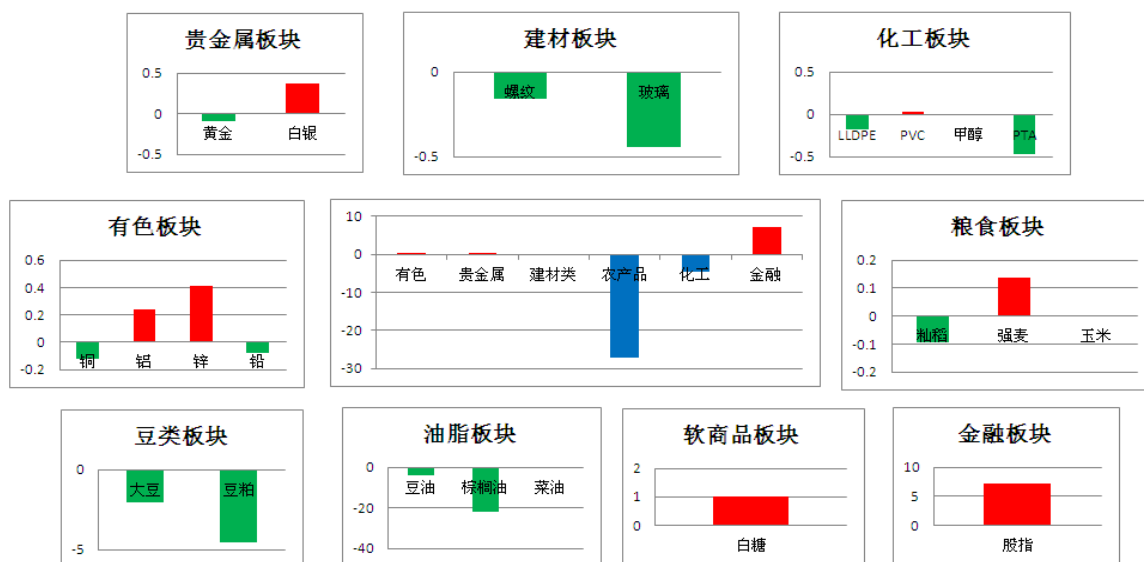 贵金属板块
0.5
0
-0.5
黄金 白银
建材板块
0
-0.5
螺纹 玻璃
化工板块
0.5
0
-0.5
LLDPE PVC 甲醇 PTA
有色板块
0.6
0.4
0.2
0
-0.2
铜 铝 锌 铅
10
0
-10
-20
-30
有色 贵金属 建材类 农产品 化工 金融
粮食板块
0.2
0.1
0
-0.1
-0.2
籼稻 强麦 玉米
豆类板块
0
-5
大豆 豆粕
油脂板块
0
-20
-40
豆油 棕榈油 菜油
软商品板块
2
1
0
白糖
金融板块
10
5
0
股指